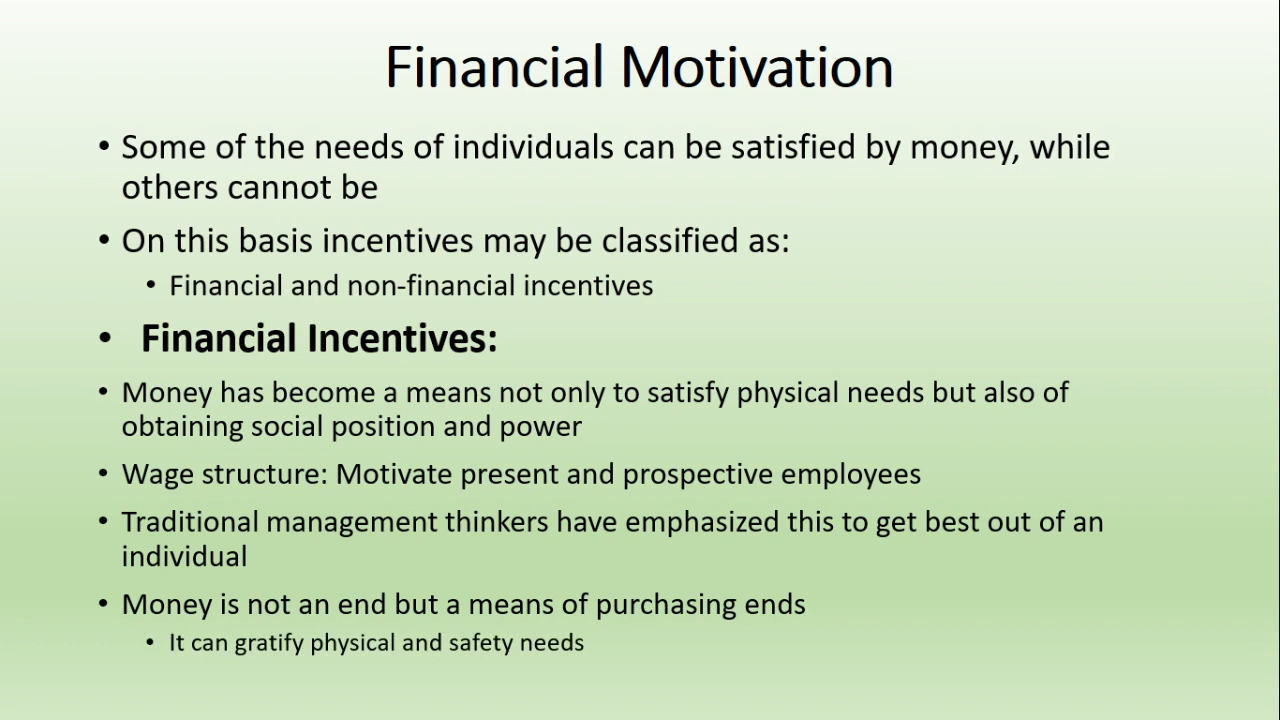 Financial Motivation
• Some of the needs of individuals can be satisfied by money, while
others cannot be
• On this basis incentives may be classified as:
• Financial and non-financial incentives
• Financial Incentives:
• Money has become a means not only to satisfy physical needs but also of
obtaining social position and power
• Wage structure: Motivate present and prospective employees
• Traditional management thinkers have emphasized this to get best out of an
individual
• Money is not an end but a means of purchasing ends
• It can gratify physical and safety needs